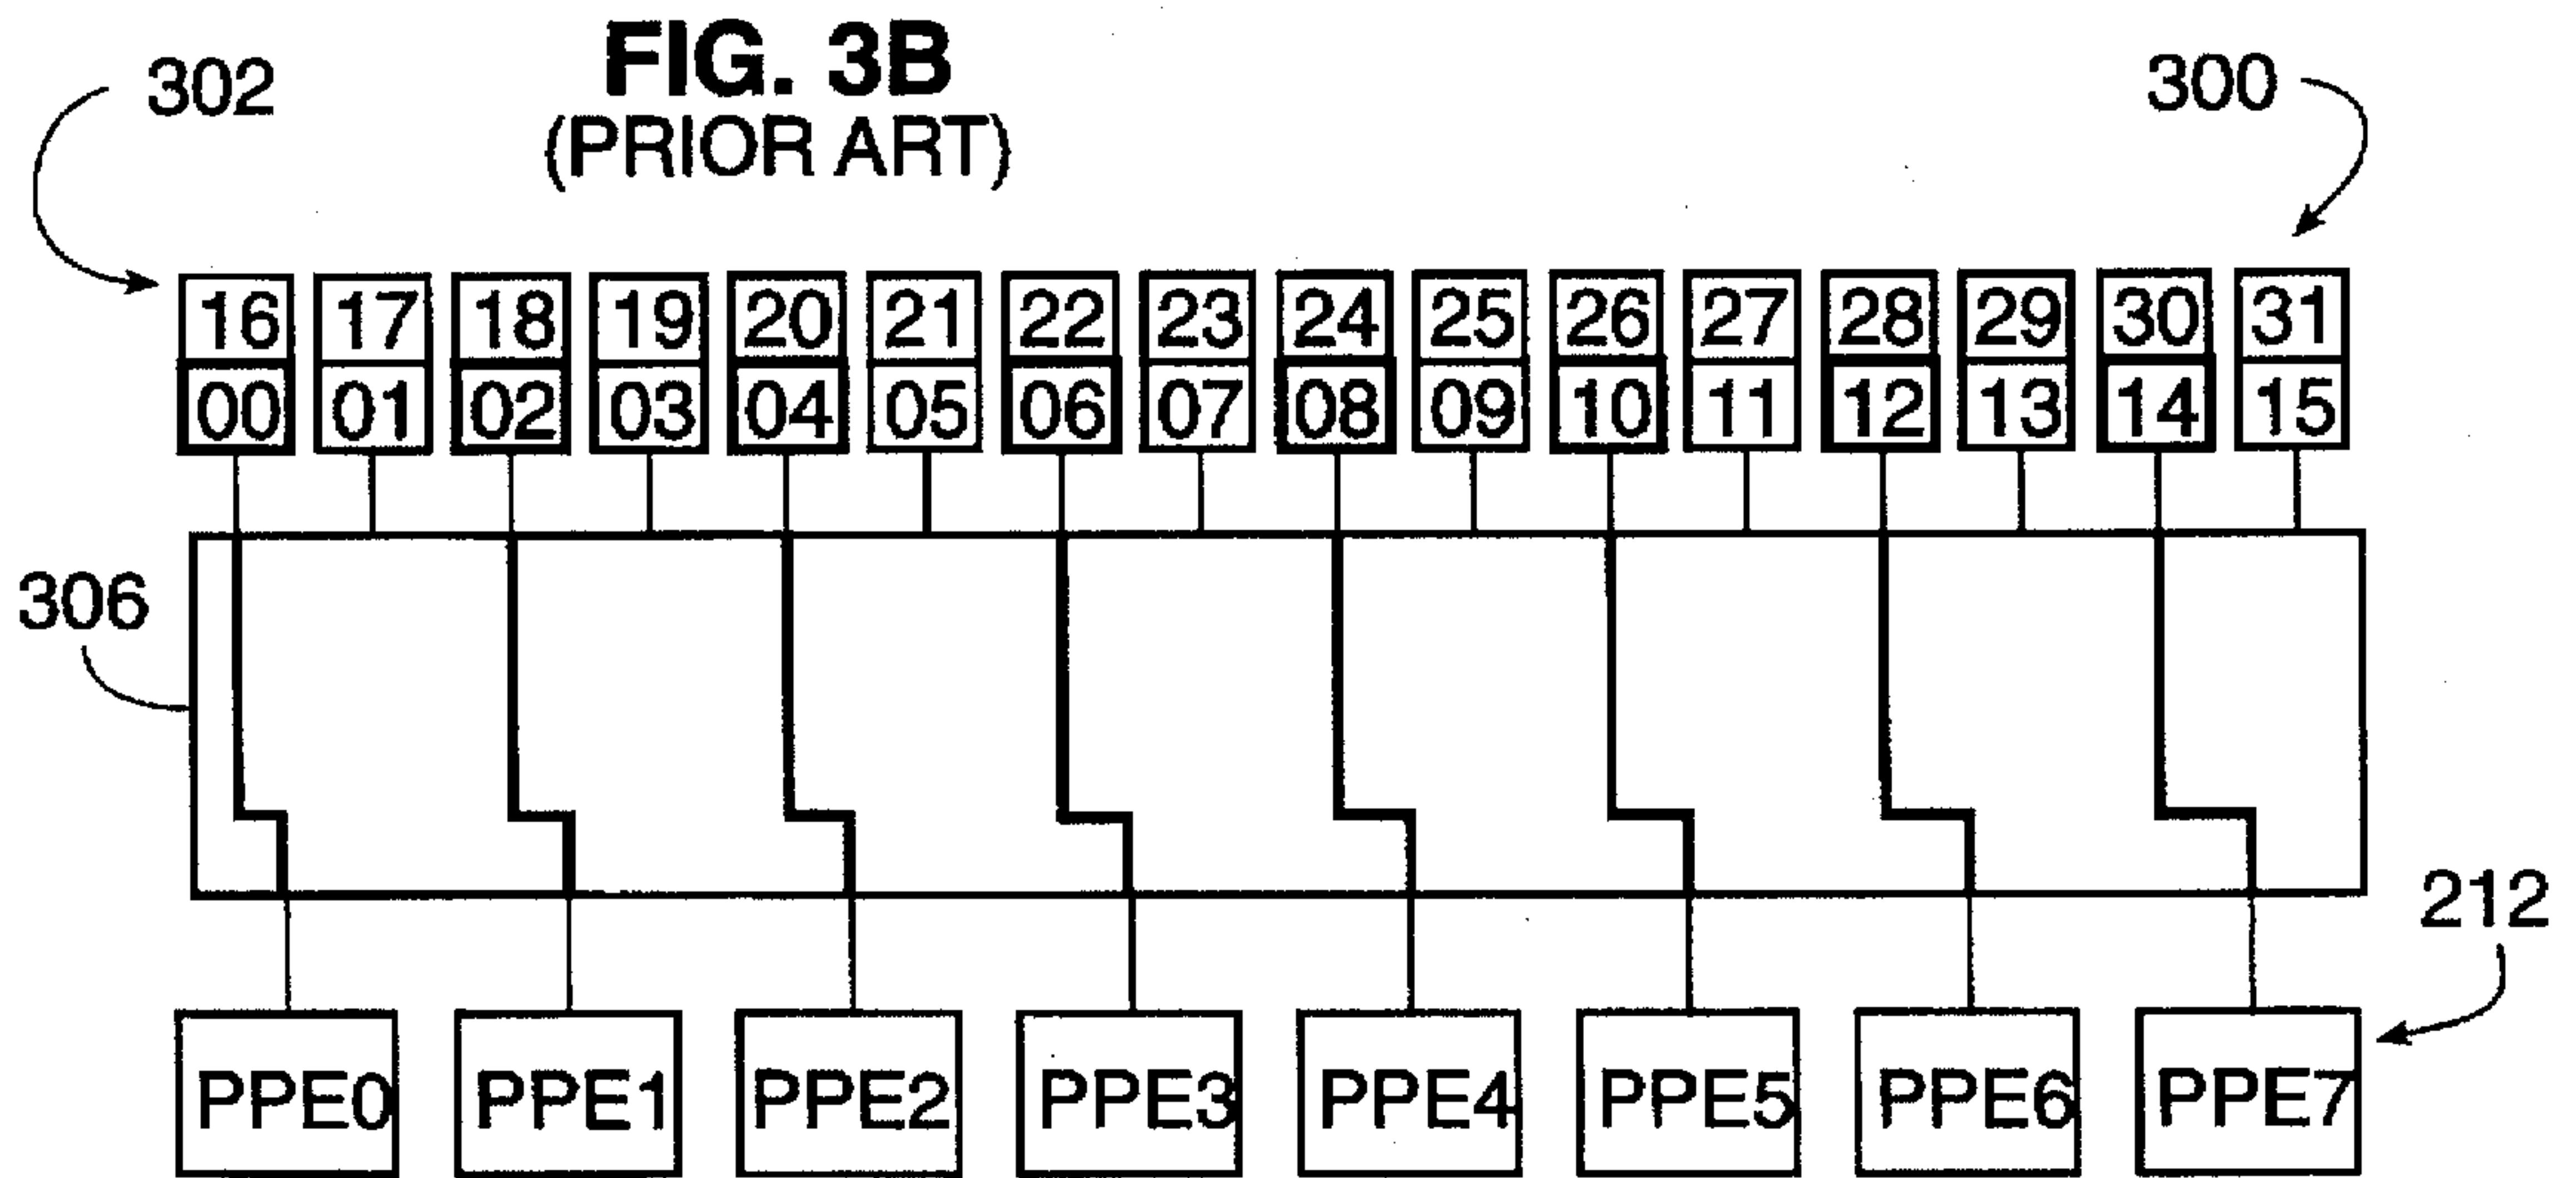 FIG. 3B
(PRIOR ART)
302
300
16 17 18 19 20 21 22 23 24 25 26 27 28 29 30 31
00 01 02 03 04 05 06 07 08 09 10 11 12 13 14 15
306
212
PPE0 PPE1 PPE2 PPE3 PPE4 PPE5 PPE6 PPE7